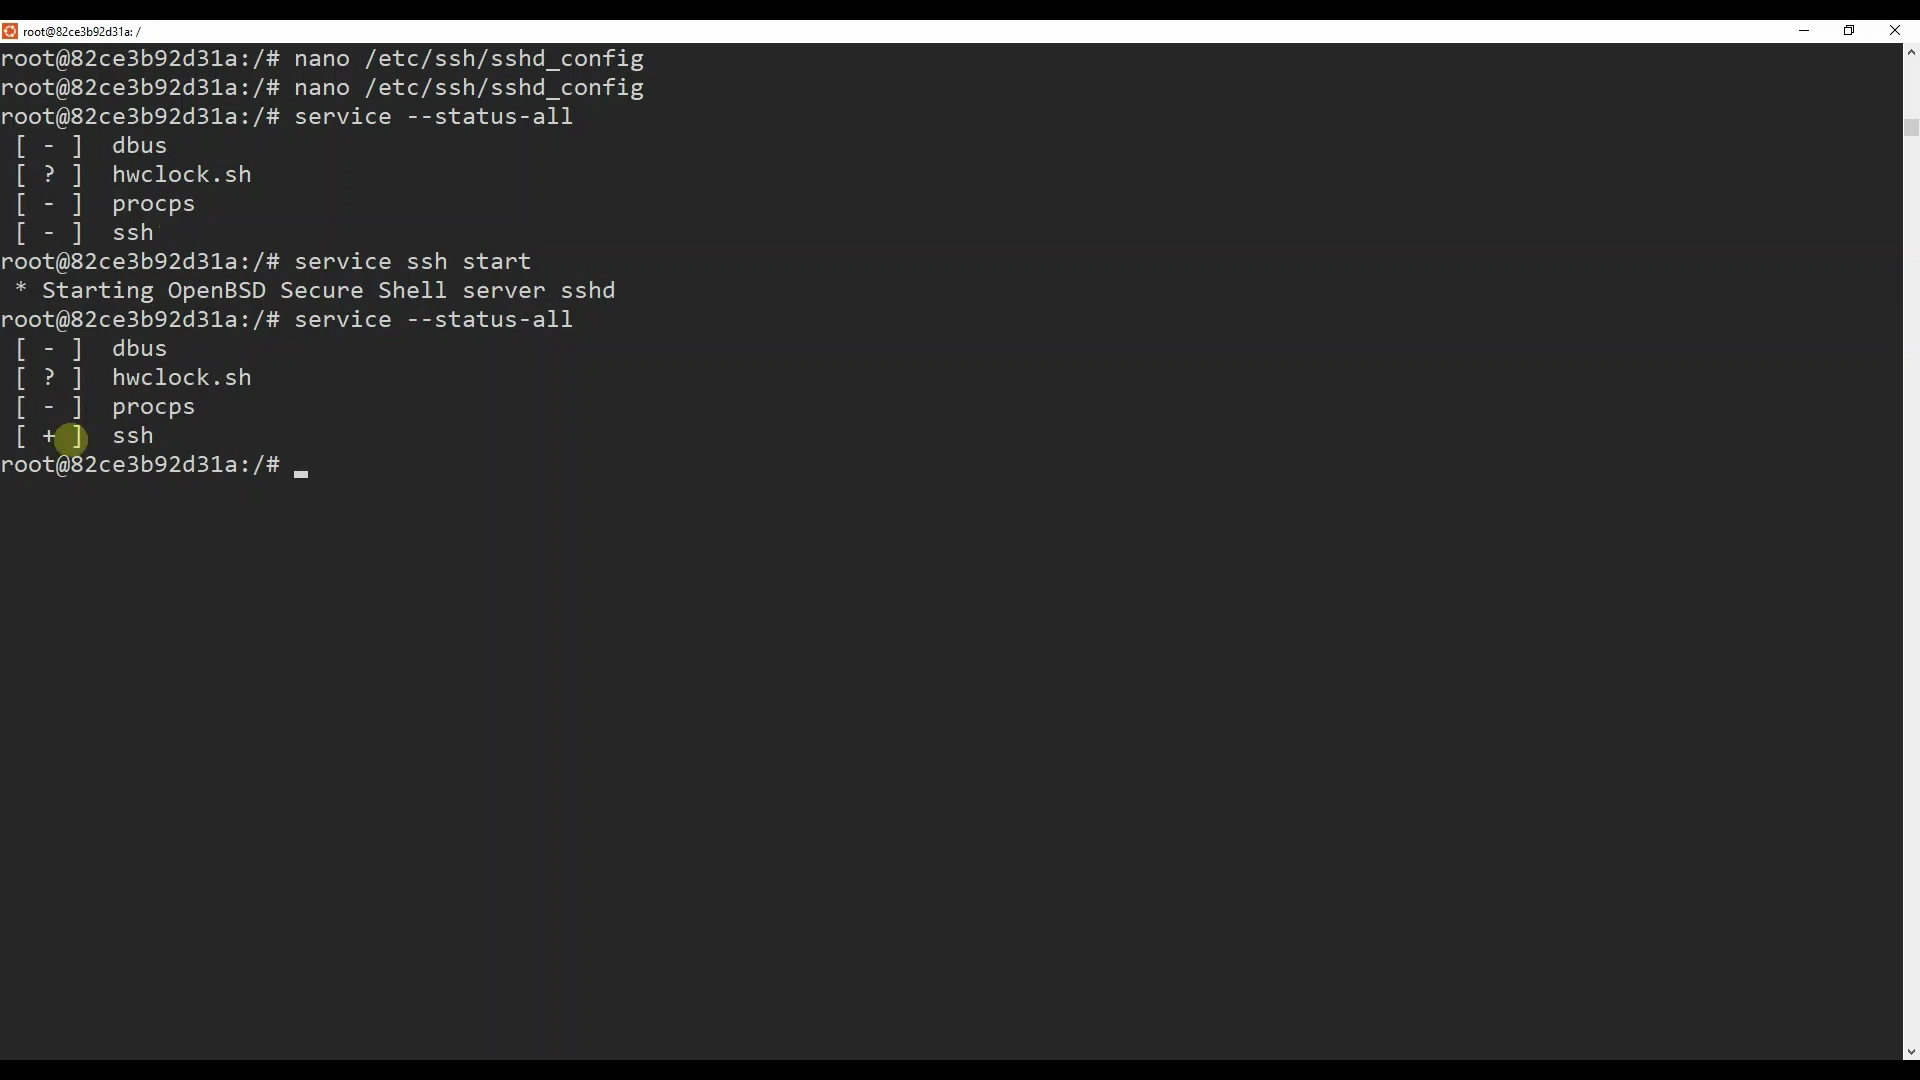 root@82ce3b92d31a: /
root@82ce3b92d31a:/# nano /etc/ssh/sshd_config
root@82ce3b92d31a:/# nano /etc/ssh/sshd_config
root@82ce3b92d31a:/# service --status-all
 [ - ]  dbus
 [ ? ]  hwclock.sh
 [ - ]  procps
 [ - ]  ssh
root@82ce3b92d31a:/# service ssh start
 * Starting OpenBSD Secure Shell server sshd
root@82ce3b92d31a:/# service --status-all
 [ - ]  dbus
 [ ? ]  hwclock.sh
 [ - ]  procps
 [ + ]  ssh
root@82ce3b92d31a:/#